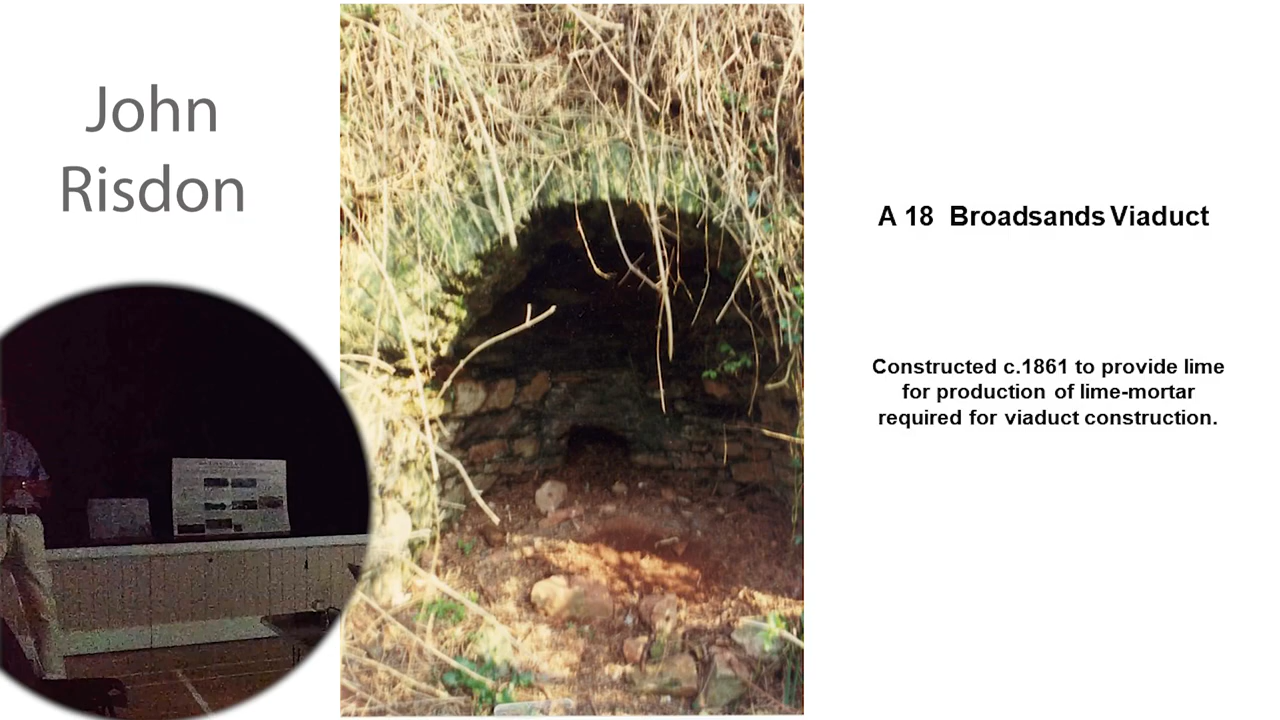 John
Risdon
A 18 Broadsands Viaduct
Constructed c.1861 to provide lime
for production of lime-mortar
required for viaduct construction.